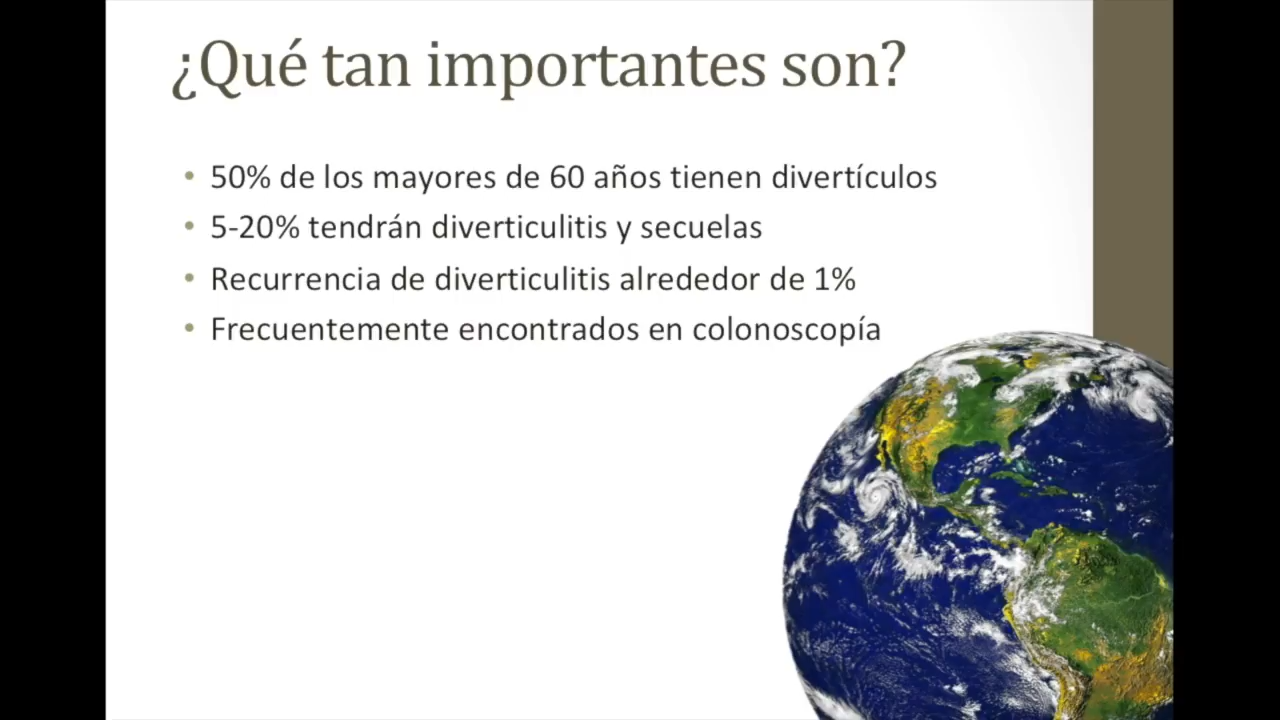 ¿Qué tan importantes son?
• 50% de los mayores de 60 años tienen divertículos
• 5-20% tendrán diverticulitis y secuelas
• Recurrencia de diverticulitis alrededor de 1%
• Frecuentemente encontrados en colonoscopía